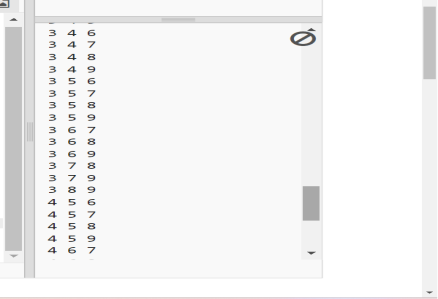 3 4 6
3 4 7
3 4 8
3 4 9
3 5 6
3 5 7
3 5 8
3 5 9
3 6 7
3 6 8
3 6 9
3 7 8
3 7 9
3 8 9
4 5 6
4 5 7
4 5 8
4 5 9
4 6 7